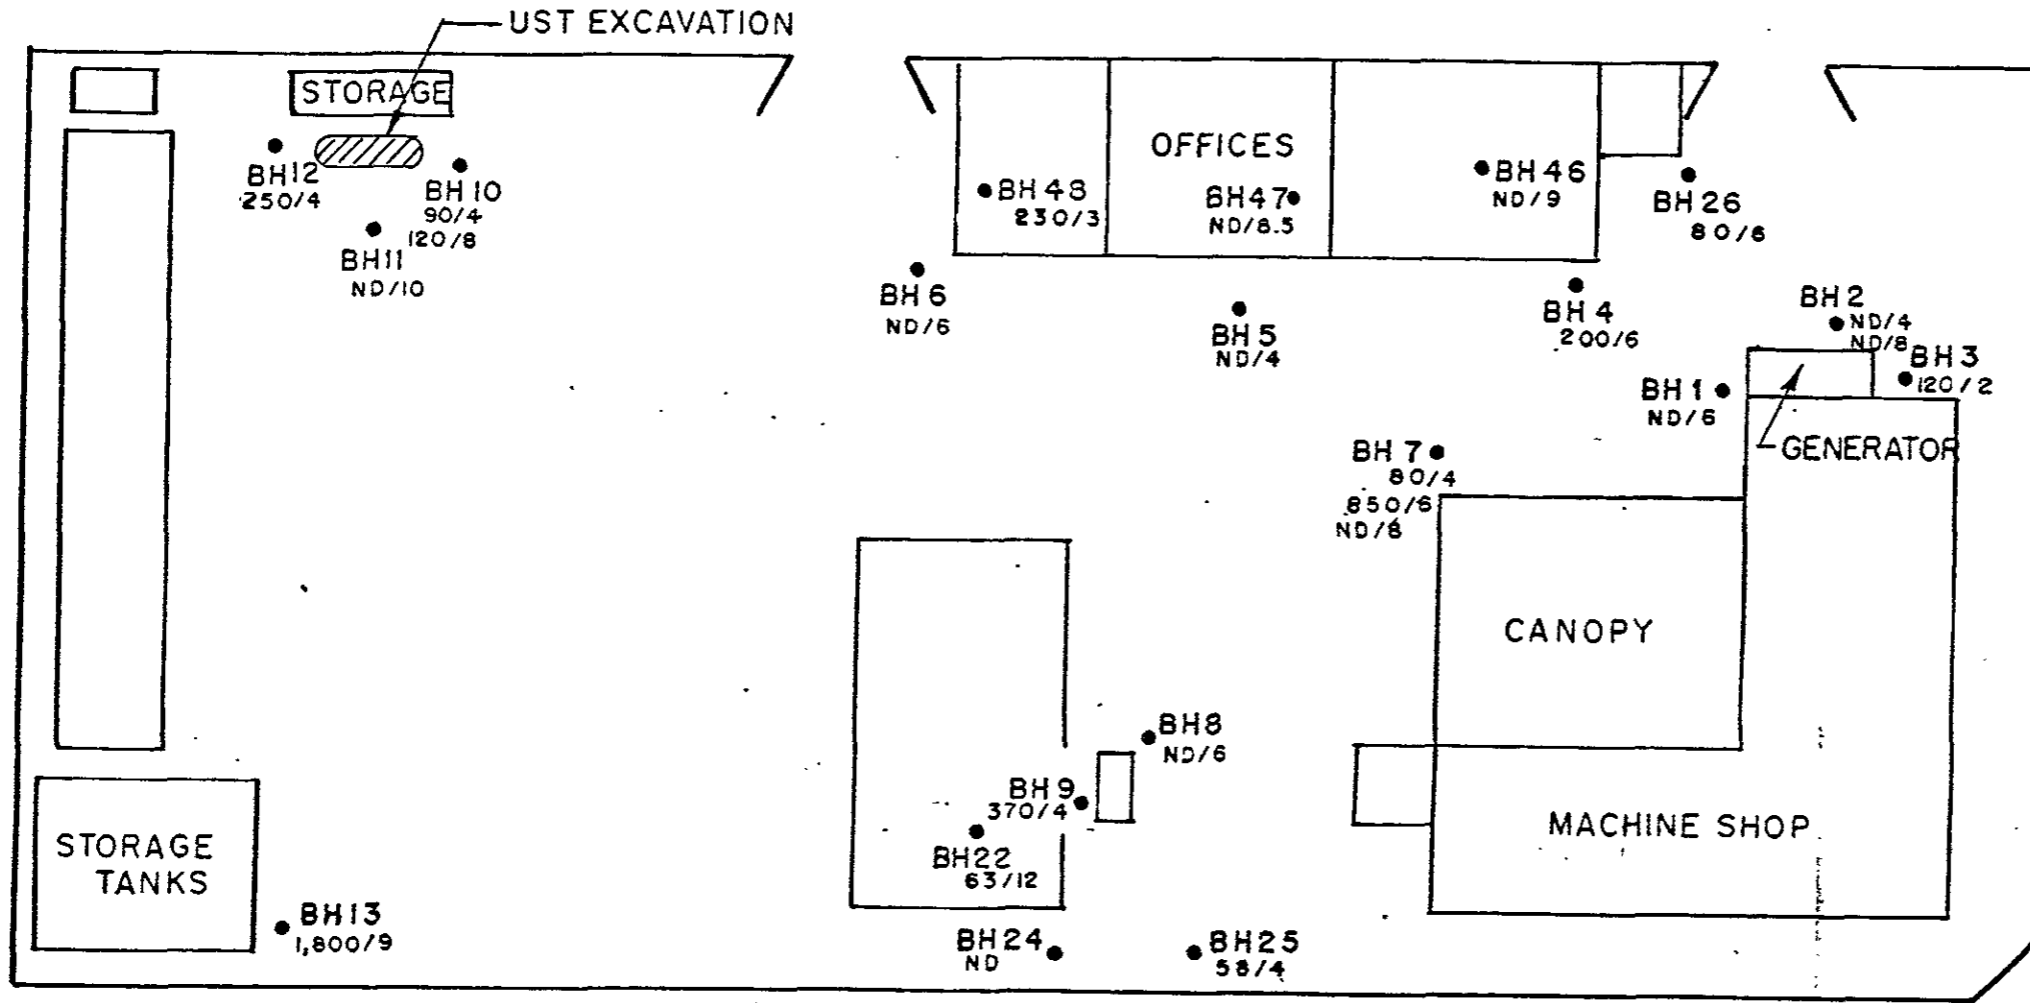 UST EXCAVATION
STORAGE
OFFICES
BH12
250/4
BH10
90/4
120/8
BH11
ND/10
BH48
230/3
BH47
ND/8.5
BH46
ND/9
BH26
80/6
BH6
ND/6
BH5
ND/4
BH4
200/6
BH2
ND/4
ND/8
BH3
120/2
BH1
ND/6
GENERATOR
BH7
80/4
850/6
ND/8
CANOPY
BH8
ND/6
BH9
370/4
BH22
63/12
MACHINE SHOP
STORAGE
TANKS
BH13
1,800/9
BH24
ND
BH25
58/4